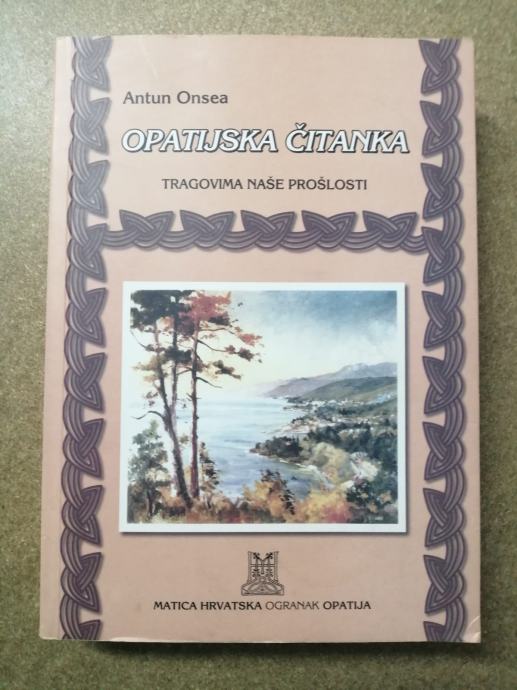 Antun Onsea
OPATIJSKA ČITANKA
TRAGOVIMA NAŠE PROŠLOSTI
MATICA HRVATSKA OGRANAK OPATIJA